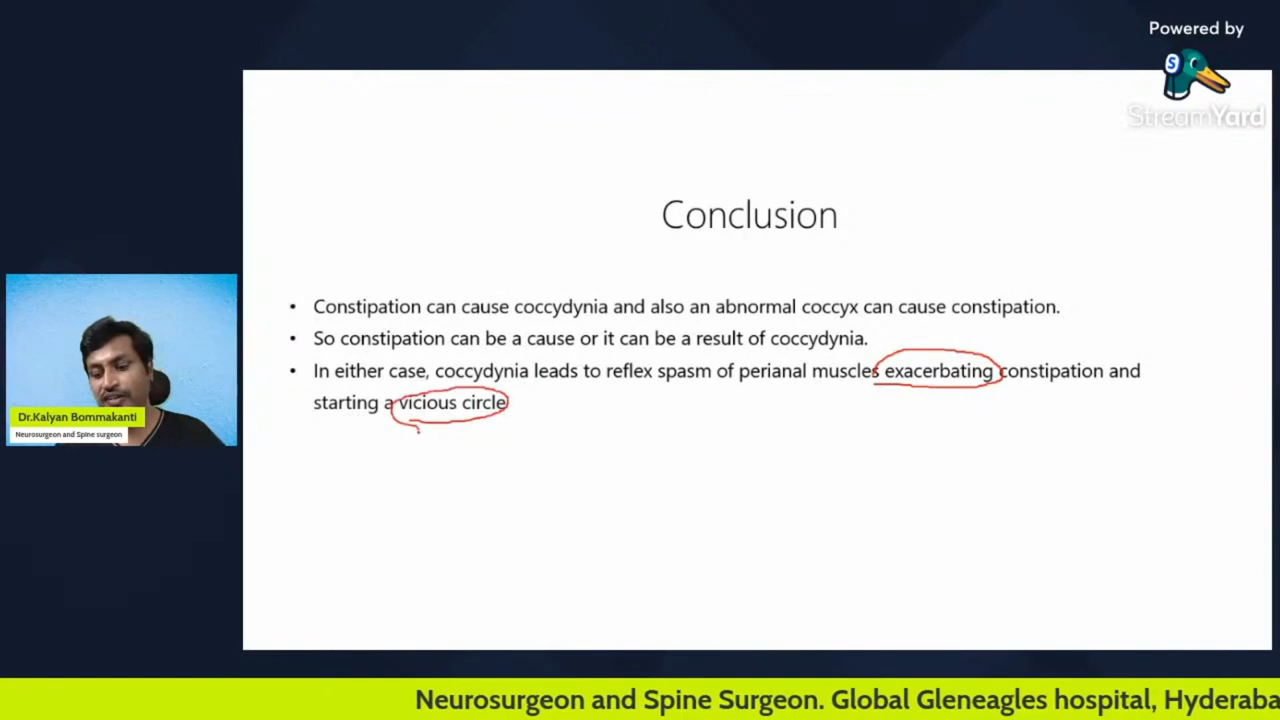 Powered by
StreamYard
Conclusion
• Constipation can cause coccydynia and also an abnormal coccyx can cause constipation.
• So constipation can be a cause or it can be a result of coccydynia.
• In either case, coccydynia leads to reflex spasm of perianal muscles exacerbating constipation and
starting a vicious circle
Dr.Kalyan Bommakanti
Neurosurgeon and Spine surgeon
Neurosurgeon and Spine Surgeon. Global Gleneagles hospital, Hyderaba